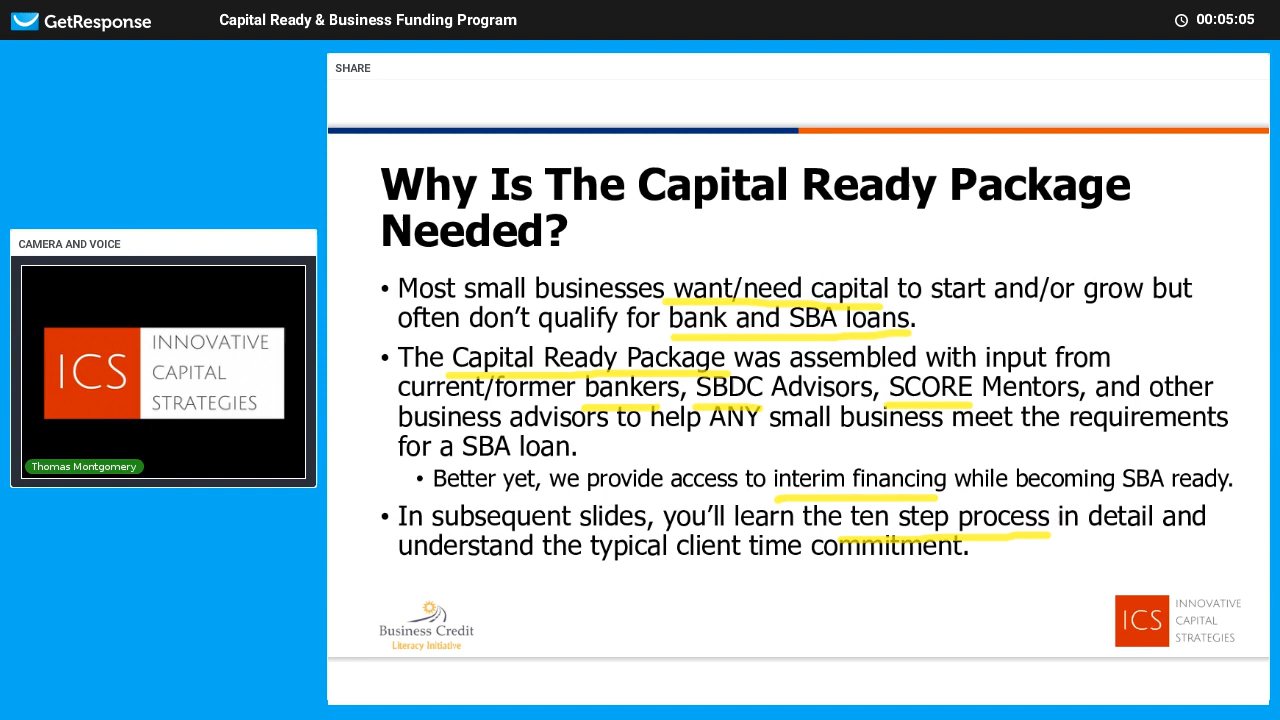 GetResponse
Capital Ready & Business Funding Program
00:05:05
SHARE
Why Is The Capital Ready Package
Needed?
• Most small businesses want/need capital to start and/or grow but
often don’t qualify for bank and SBA loans.
• The Capital Ready Package was assembled with input from
current/former bankers, SBDC Advisors, SCORE Mentors, and other
business advisors to help ANY small business meet the requirements
for a SBA loan.
• Better yet, we provide access to interim financing while becoming SBA ready.
• In subsequent slides, you’ll learn the ten step process in detail and
understand the typical client time commitment.
Business Credit
Literacy Initiative
ICS
INNOVATIVE
CAPITAL
STRATEGIES
CAMERA AND VOICE
ICS
INNOVATIVE
CAPITAL
STRATEGIES
Thomas Montgomery